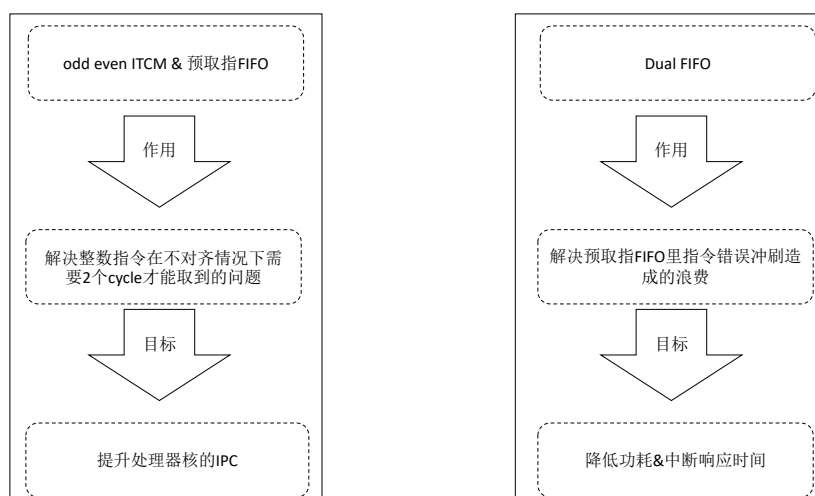 odd even ITCM & 预取指FIFO
作用
解决整数指令在不对齐情况下需
要2个cycle才能取到的问题
目标
提升处理器核的IPC
Dual FIFO
作用
解决预取指FIFO里指令错误冲刷造
成的浪费
目标
降低功耗&中断响应时间